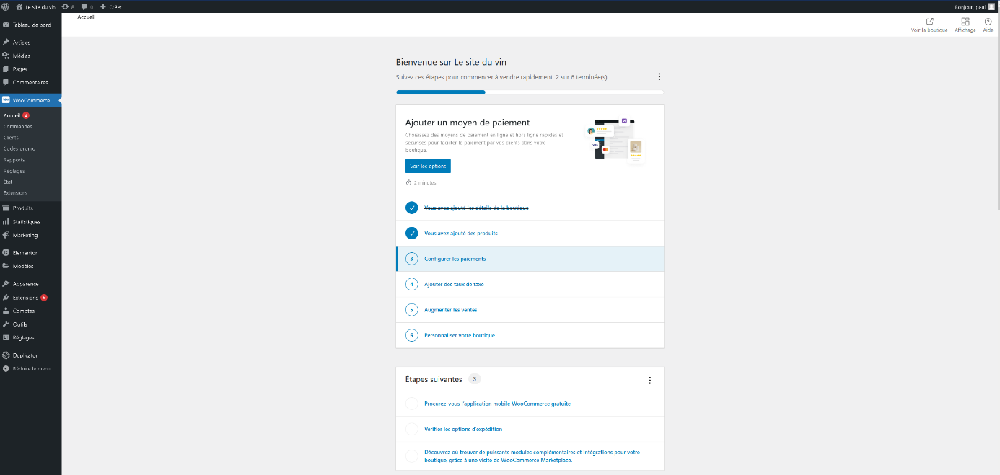 Le site du vin
8
0
Créer
Bonjour, paul
Tableau de bord
Articles
Médias
Pages
Commentaires
WooCommerce
Accueil 4
Commandes
Clients
Codes promo
Rapports
Réglages
État
Extensions
Produits
Statistiques
Marketing
Elementor
Modèles
Apparence
Extensions 5
Comptes
Outils
Réglages
Duplicator
Réduire le menu
Accueil
Voir la boutique
Affichage
Aide
Bienvenue sur Le site du vin
Suivez ces étapes pour commencer à vendre rapidement. 2 sur 6 terminée(s).
Ajouter un moyen de paiement
Choisissez des moyens de paiement en ligne et hors ligne rapides et
sécurisés pour faciliter le paiement par vos clients dans votre
boutique.
VISA
Voir les options
2 minutes
Vous avez ajouté les détails de la boutique
Vous avez ajouté des produits
3 Configurer les paiements
4 Ajouter des taux de taxe
5 Augmenter les ventes
6 Personnaliser votre boutique
Étapes suivantes 3
Procurez-vous l'application mobile WooCommerce gratuite
Vérifier les options d'expédition
Découvrez où trouver de puissants modules complémentaires et intégrations pour votre
boutique, grâce à une visite de WooCommerce Marketplace.